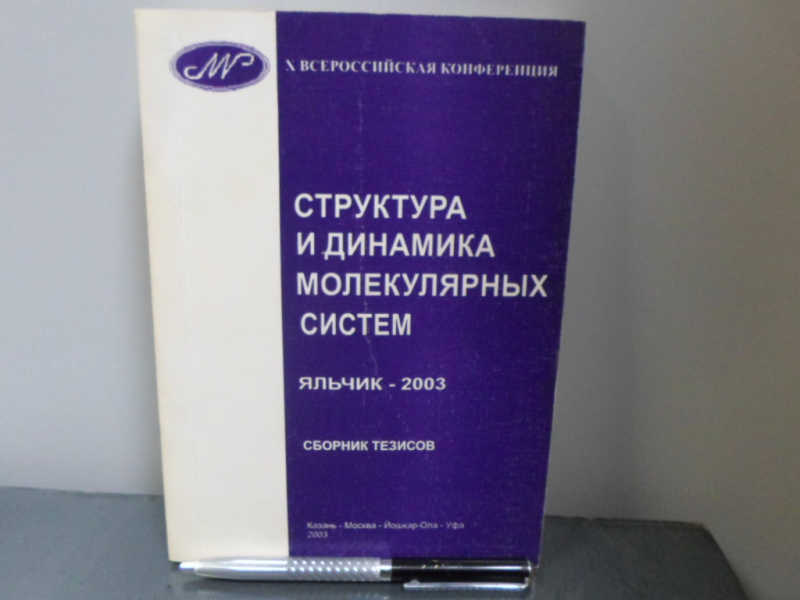 X ВСЕРОССИЙСКАЯ КОНФЕРЕНЦИЯ
СТРУКТУРА
И ДИНАМИКА
МОЛЕКУЛЯРНЫХ
СИСТЕМ
ЯЛЬЧИК - 2003
СБОРНИК ТЕЗИСОВ
Казань - Москва - Йошкар-Ола - Уфа
2003